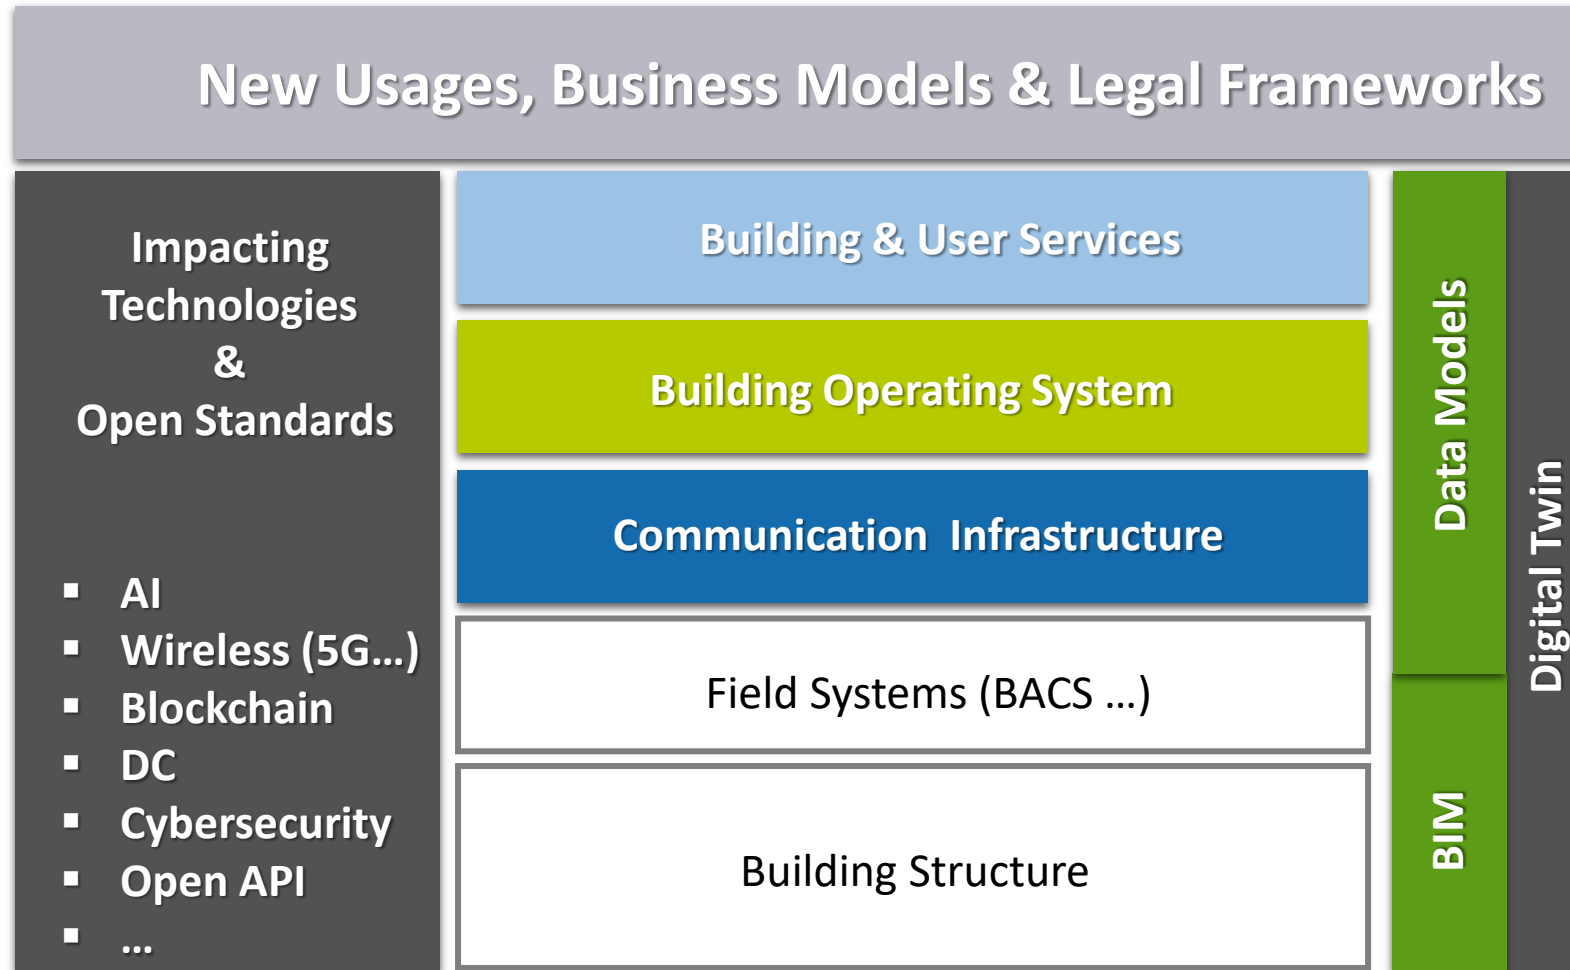 New Usages, Business Models & Legal Frameworks
Impacting
Technologies
&
Open Standards
▪ AI
▪ Wireless (5G...)
▪ Blockchain
▪ DC
▪ Cybersecurity
▪ Open API
▪ ...
Building & User Services
Building Operating System
Communication  Infrastructure
Field Systems (BACS ...)
Building Structure
Data Models
BIM
Digital Twin